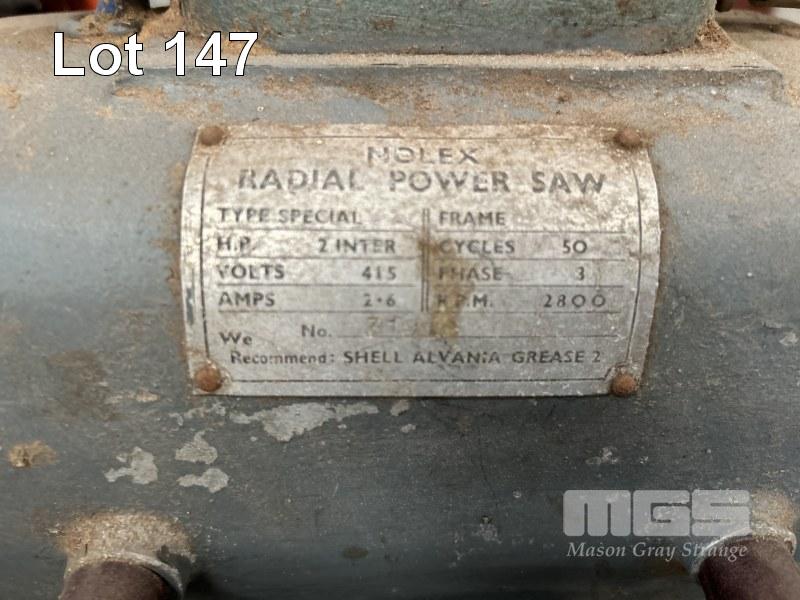 Lot 147
NOLEX
RADIAL POWER SAW
TYPE SPECIAL FRAME
H.P. 2 INTER CYCLES 50
VOLTS 415 PHASE 3
AMPS 2·6 R.P.M. 2800
No.
We
Recommend: SHELL ALVANIA GREASE 2
MGS
Mason Gray Strange